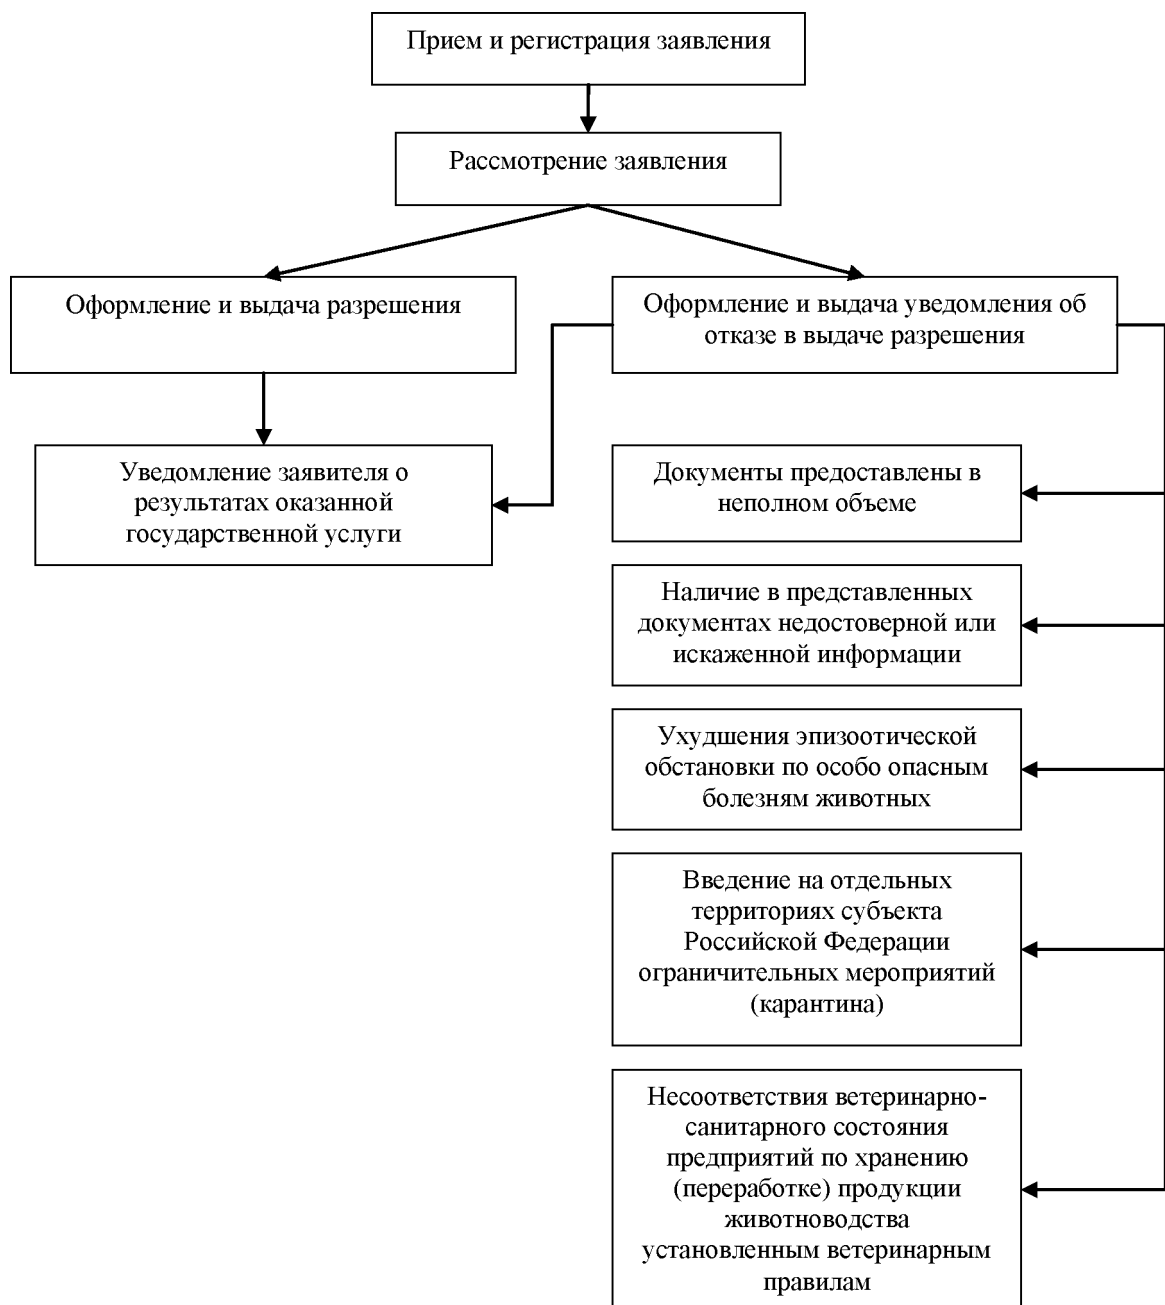 Прием и регистрация заявления
Рассмотрение заявления
Оформление и выдача разрешения
Оформление и выдача уведомления об
отказе в выдаче разрешения
Уведомление заявителя о
результатах оказанной
государственной услуги
Документы предоставлены в
неполном объеме
Наличие в представленных
документах недостоверной или
искаженной информации
Ухудшения эпизоотической
обстановки по особо опасным
болезням животных
Введение на отдельных
территориях субъекта
Российской Федерации
ограничительных мероприятий
(карантина)
Несоответствия ветеринарно-
санитарного состояния
предприятий по хранению
(переработке) продукции
животноводства
установленным ветеринарным
правилам